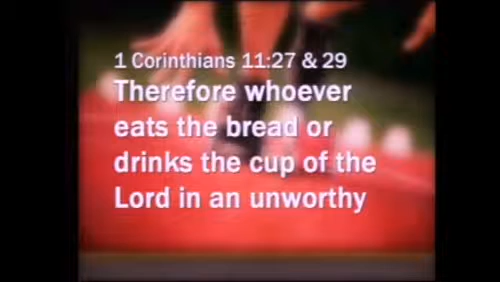 1 Corinthians 11:27 & 29
Therefore whoever
eats the bread or
drinks the cup of the
Lord in an unworthy